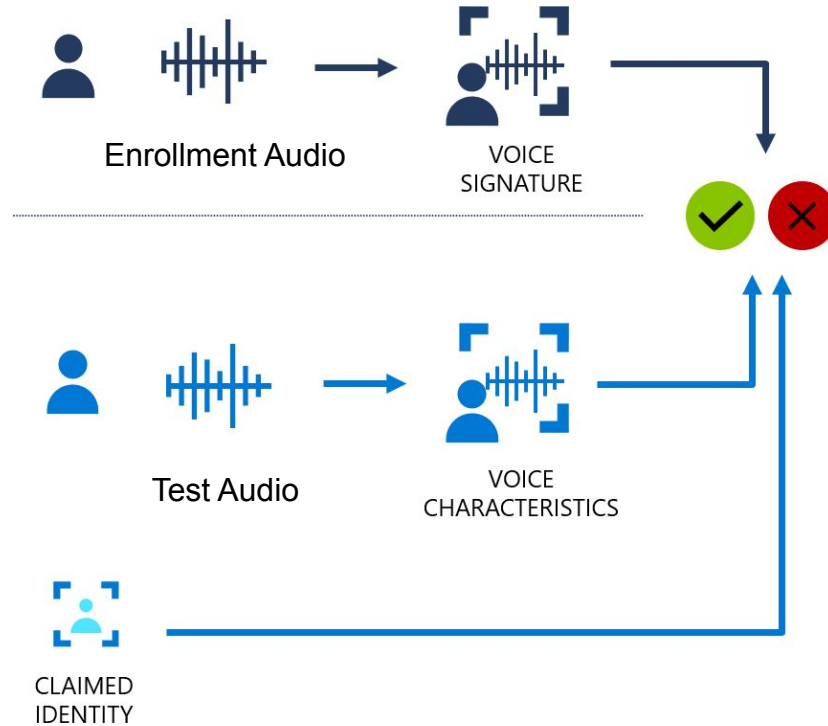 Enrollment Audio
VOICE
SIGNATURE
Test Audio
VOICE
CHARACTERISTICS
CLAIMED
IDENTITY